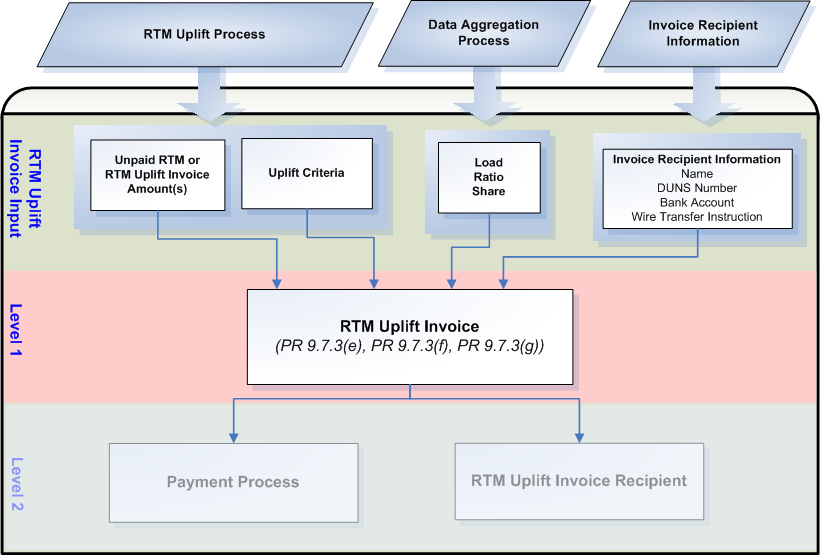 RTM Uplift Process
Data Aggregation
Process
Invoice Recipient
Information
RTM Uplift
Invoice Input
Unpaid RTM or
RTM Uplift Invoice
Amount(s)
Uplift Criteria
Load
Ratio
Share
Invoice Recipient Information
Name
DUNS Number
Bank Account
Wire Transfer Instruction
Level 1
RTM Uplift Invoice
(PR 9.7.3(e), PR 9.7.3(f), PR 9.7.3(g))
Level 2
Payment Process
RTM Uplift Invoice Recipient